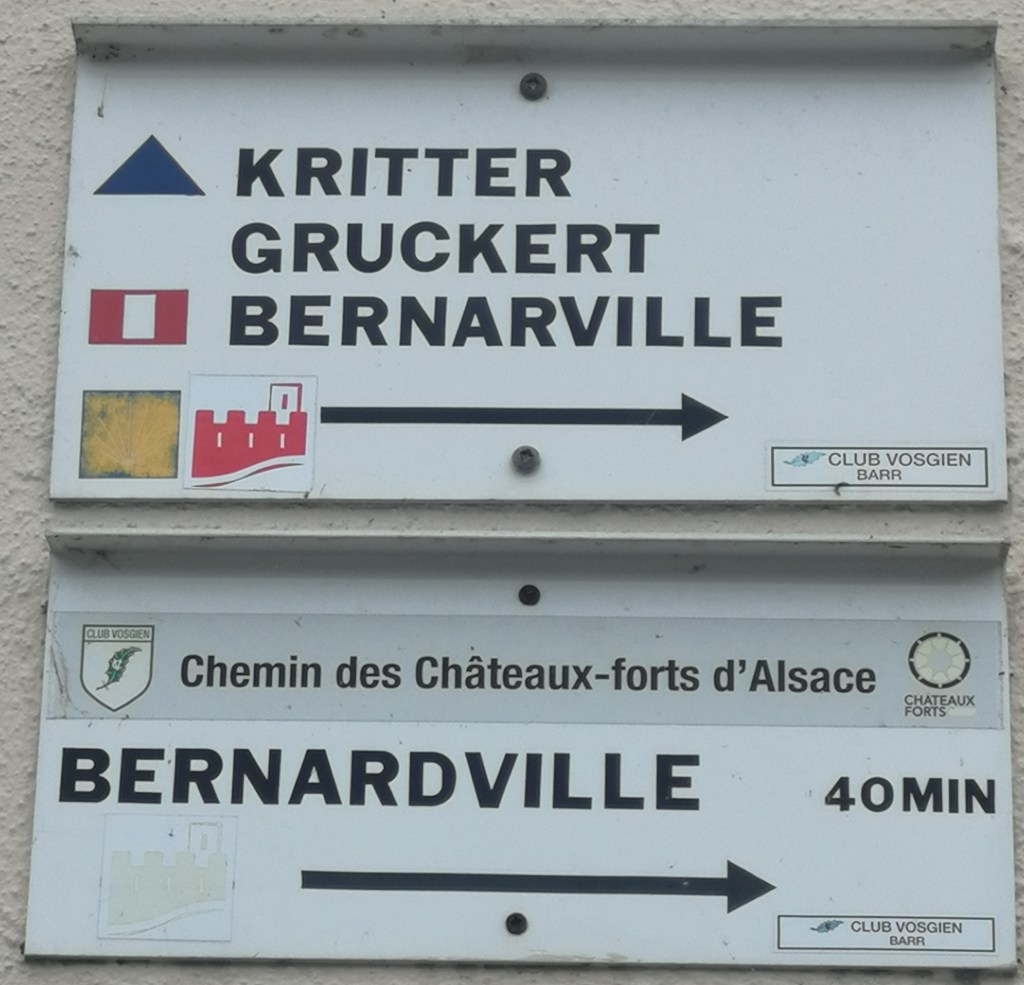 KRITTER
GRUCKERT
BERNARVILLE
CLUB VOSGIEN
BARR
CLUB VOSGIEN
Chemin des Châteaux-forts d'Alsace
CHATEAUX
FORTS
BERNARDVILLE 40MIN
CLUB VOSGIEN
BARR